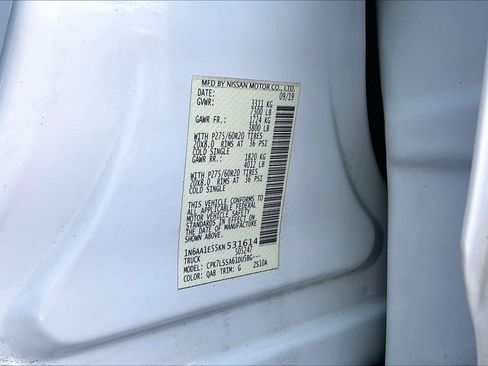 MFD BY NISSAN MOTOR CO., LTD.
DATE: 09/19
GVWR: 3311 KG
7300 LB
GAWR FR.: 1724 KG
3800 LB
WITH P275/60R20 TIRES
20X8.0 RIMS AT 36 PSI
COLD SINGLE
GAWR RR.: 1820 KG
4012 LB
WITH P275/60R20 TIRES
20X8.0 RIMS AT 36 PSI
COLD SINGLE
THIS VEHICLE CONFORMS
TO ALL APPLICABLE FEDERAL
MOTOR VEHICLE SAFETY
STANDARDS IN EFFECT ON
THE DATE OF MANUFACTURE
SHOWN ABOVE.
1N6AA1E55KN531614
TRUCK 505247
MODEL:
COLOR: QAB TRIM: G 2S10A